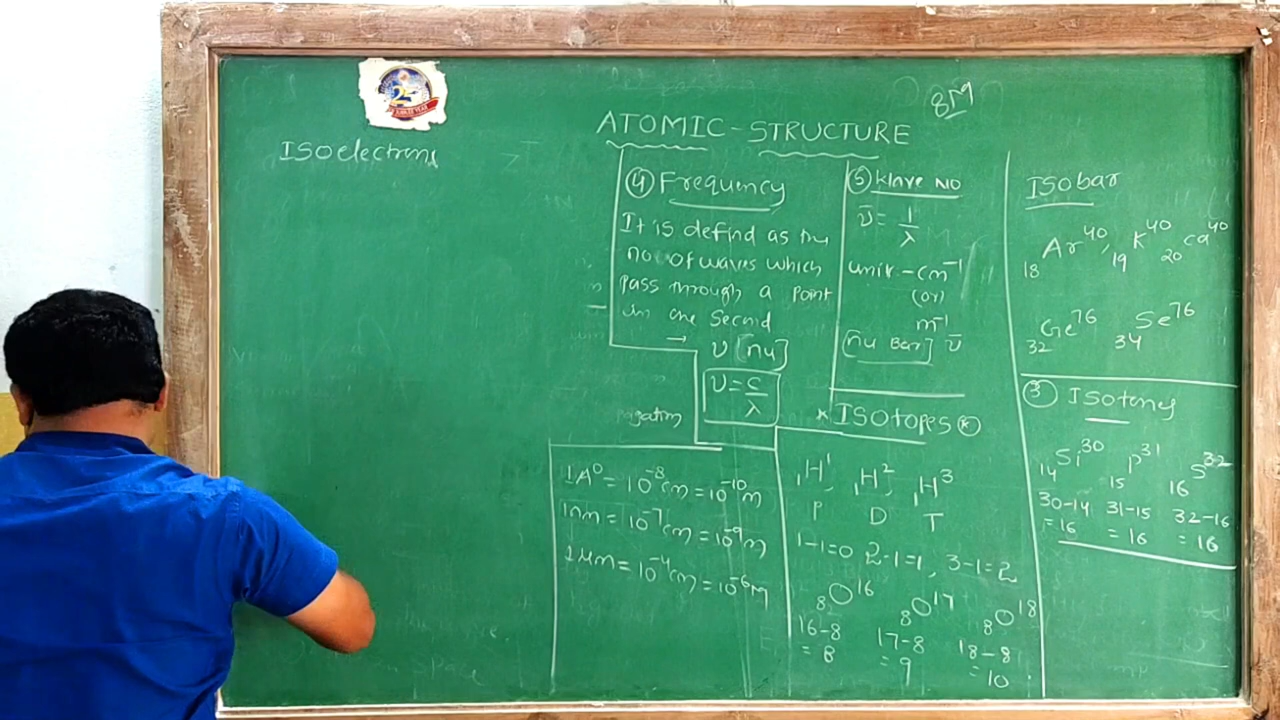 8M
ATOMIC-STRUCTURE
ISOelectrons
④ Frequency
It is defind as the
no of waves which
pass through a point
in one second
→ ν [nu]
ν = c/λ
⑤ Wave NO
ν̄ = 1/λ
unit - cm⁻¹
(or)
m⁻¹
[nu Bar] ν̄
ISobar
₁₈Ar⁴⁰, ₁₉K⁴⁰ ₂₀Ca⁴⁰
₃₂Ge⁷⁶ ₃₄Se⁷⁶
③ ISotones
₁₄Si³⁰ ₁₅P³¹ ₁₆S³²
30-14 31-15 32-16
=16 =16 =16
pagation
1A⁰ = 10⁻⁸cm = 10⁻¹⁰m
1nm = 10⁻⁷cm = 10⁻⁹m
1μm = 10⁻⁴cm = 10⁻⁶M
* ISOTOPES *
₁H¹, ₁H², ₁H³
P D T
1-1=0 2-1=1, 3-1=2
₈O¹⁶ ₈O¹⁷ ₈O¹⁸
16-8 17-8 18-8
=8 =9 =10